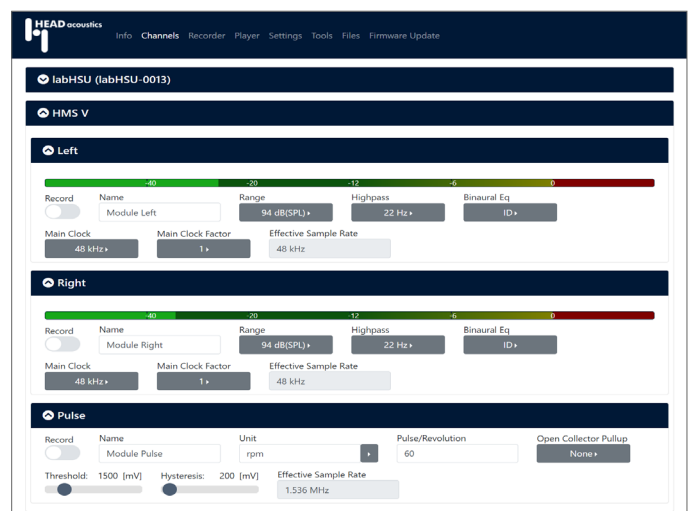 HEAD acoustics
Info Channels Recorder Player Settings Tools Files Firmware Update
labHSU (labHSU-0013)
HMS V
Left
-40 -20 -12 -6 0
Record Name Range Highpass Binaural Eq
Module Left 94 dB(SPL) 22 Hz ID
Main Clock Main Clock Factor Effective Sample Rate
48 kHz 1 48 kHz
Right
-40 -20 -12 -6 0
Record Name Range Highpass Binaural Eq
Module Right 94 dB(SPL) 22 Hz ID
Main Clock Main Clock Factor Effective Sample Rate
48 kHz 1 48 kHz
Pulse
Record Name Unit Pulse/Revolution Open Collector Pullup
Module Pulse rpm 60 None
Threshold: 1500 [mV] Hysteresis: 200 [mV] Effective Sample Rate
1.536 MHz